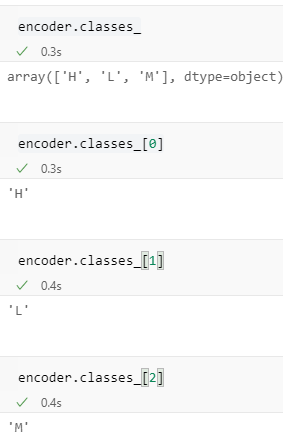 encoder.classes_
✓ 0.3s
array(['H', 'L', 'M'], dtype=object)
encoder.classes_[0]
✓ 0.3s
'H'
encoder.classes_[1]
✓ 0.4s
'L'
encoder.classes_[2]
✓ 0.4s
'M'